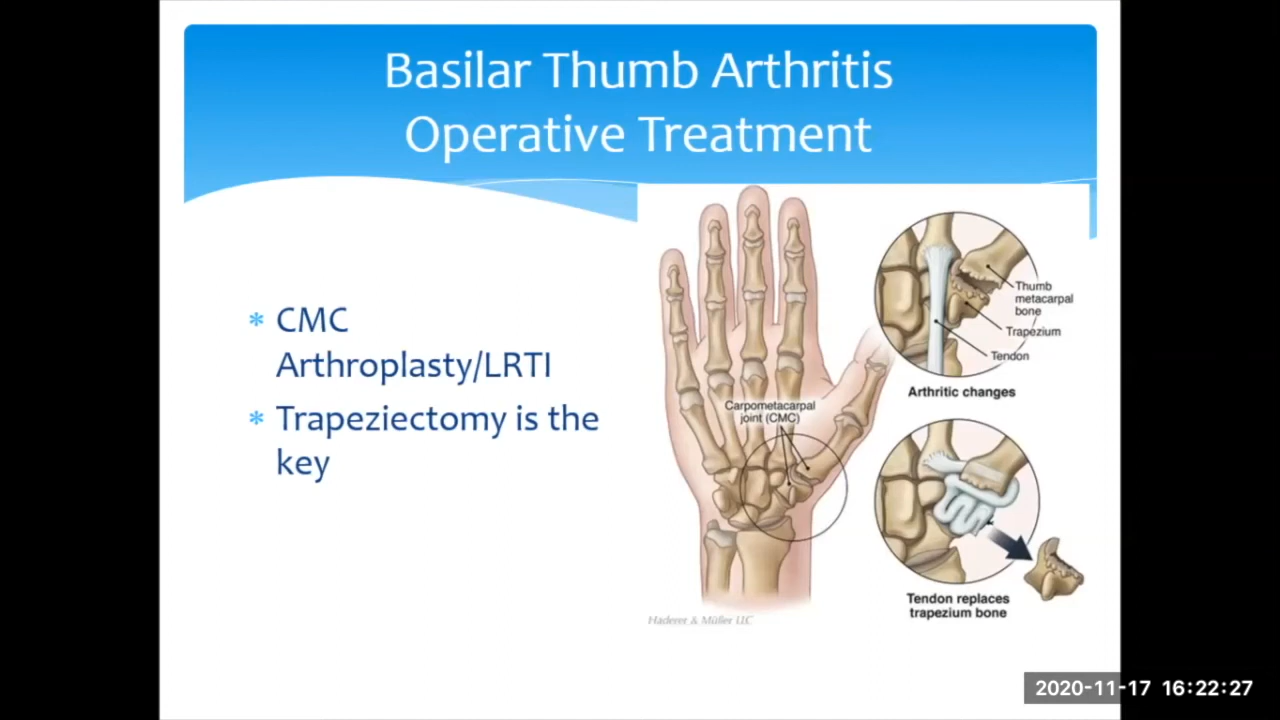 Basilar Thumb Arthritis
Operative Treatment
* CMC
Arthroplasty/LRTI
* Trapeziectomy is the
key
Carpometacarpal
joint (CMC)
Thumb
metacarpal
bone
Trapezium
Tendon
Arthritic changes
Tendon replaces
trapezium bone
Haderer & Müller LLC
2020-11-17 16:22:27